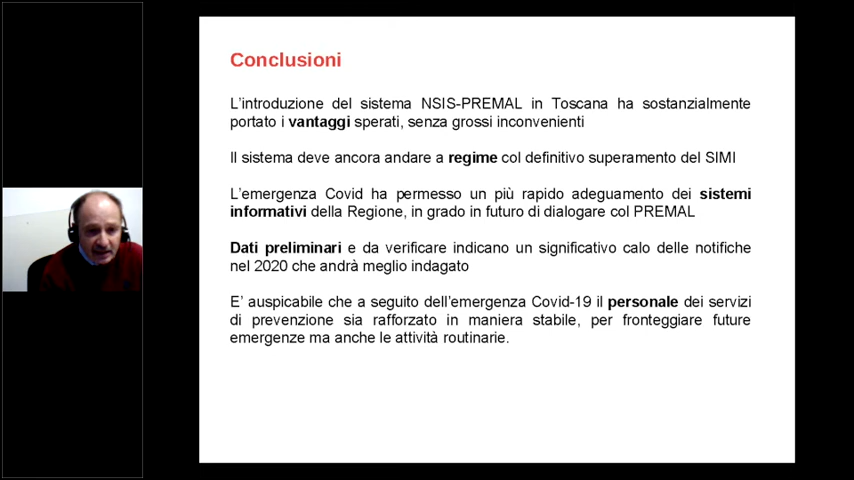 Conclusioni
L'introduzione del sistema NSIS-PREMAL in Toscana ha sostanzialmente
portato i vantaggi sperati, senza grossi inconvenienti
Il sistema deve ancora andare a regime col definitivo superamento del SIMI
L'emergenza Covid ha permesso un più rapido adeguamento dei sistemi
informativi della Regione, in grado in futuro di dialogare col PREMAL
Dati preliminari e da verificare indicano un significativo calo delle notifiche
nel 2020 che andrà meglio indagato
E' auspicabile che a seguito dell'emergenza Covid-19 il personale dei servizi
di prevenzione sia rafforzato in maniera stabile, per fronteggiare future
emergenze ma anche le attività routinarie.